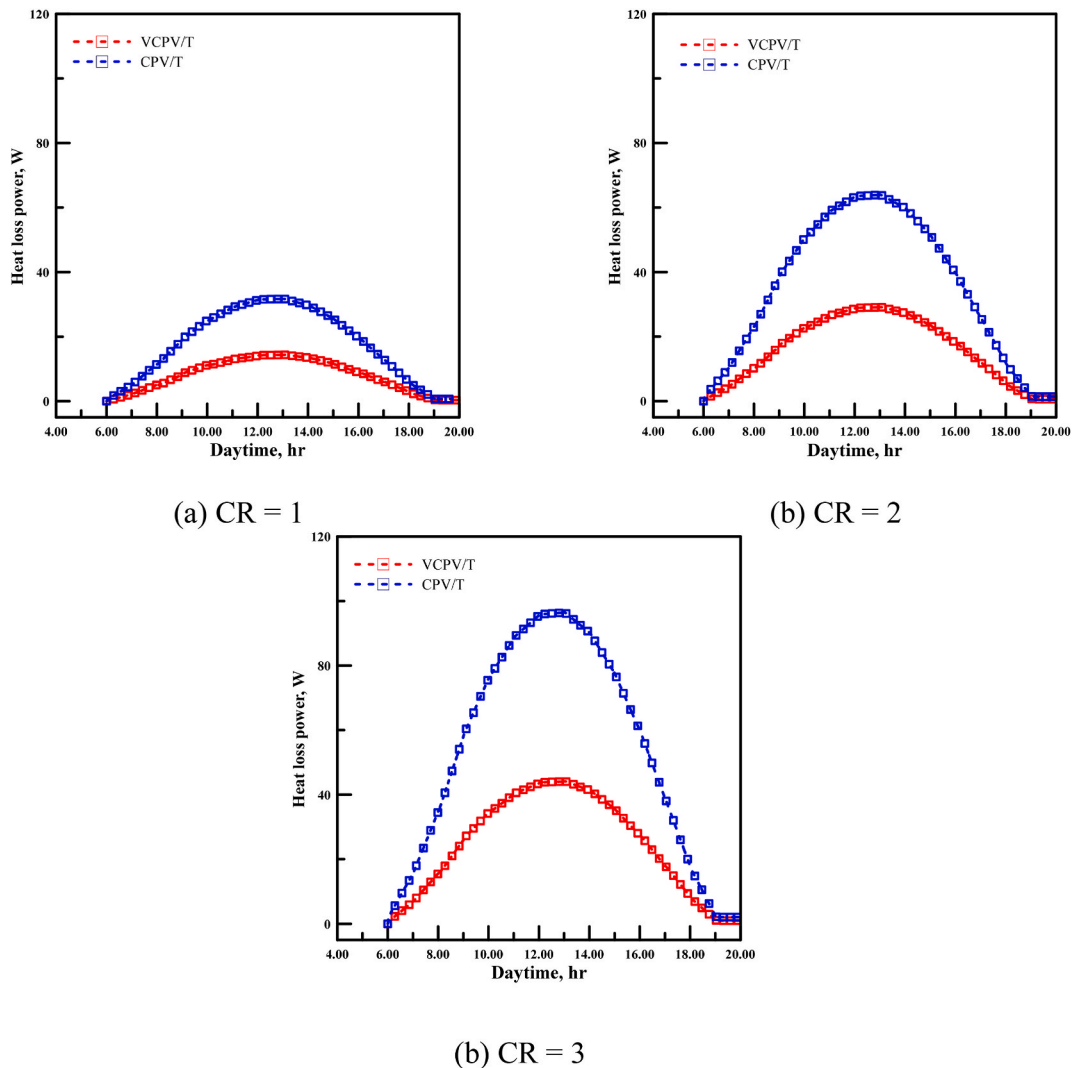 120
80
40
0
Heat loss power, W
VCPV/T
CPV/T
4.00 6.00 8.00 10.00 12.00 14.00 16.00 18.00 20.00
Daytime, hr
(a) CR = 1
120
80
40
0
Heat loss power, W
VCPV/T
CPV/T
4.00 6.00 8.00 10.00 12.00 14.00 16.00 18.00 20.00
Daytime, hr
(b) CR = 2
120
80
40
0
Heat loss power, W
VCPV/T
CPV/T
4.00 6.00 8.00 10.00 12.00 14.00 16.00 18.00 20.00
Daytime, hr
(b) CR = 3